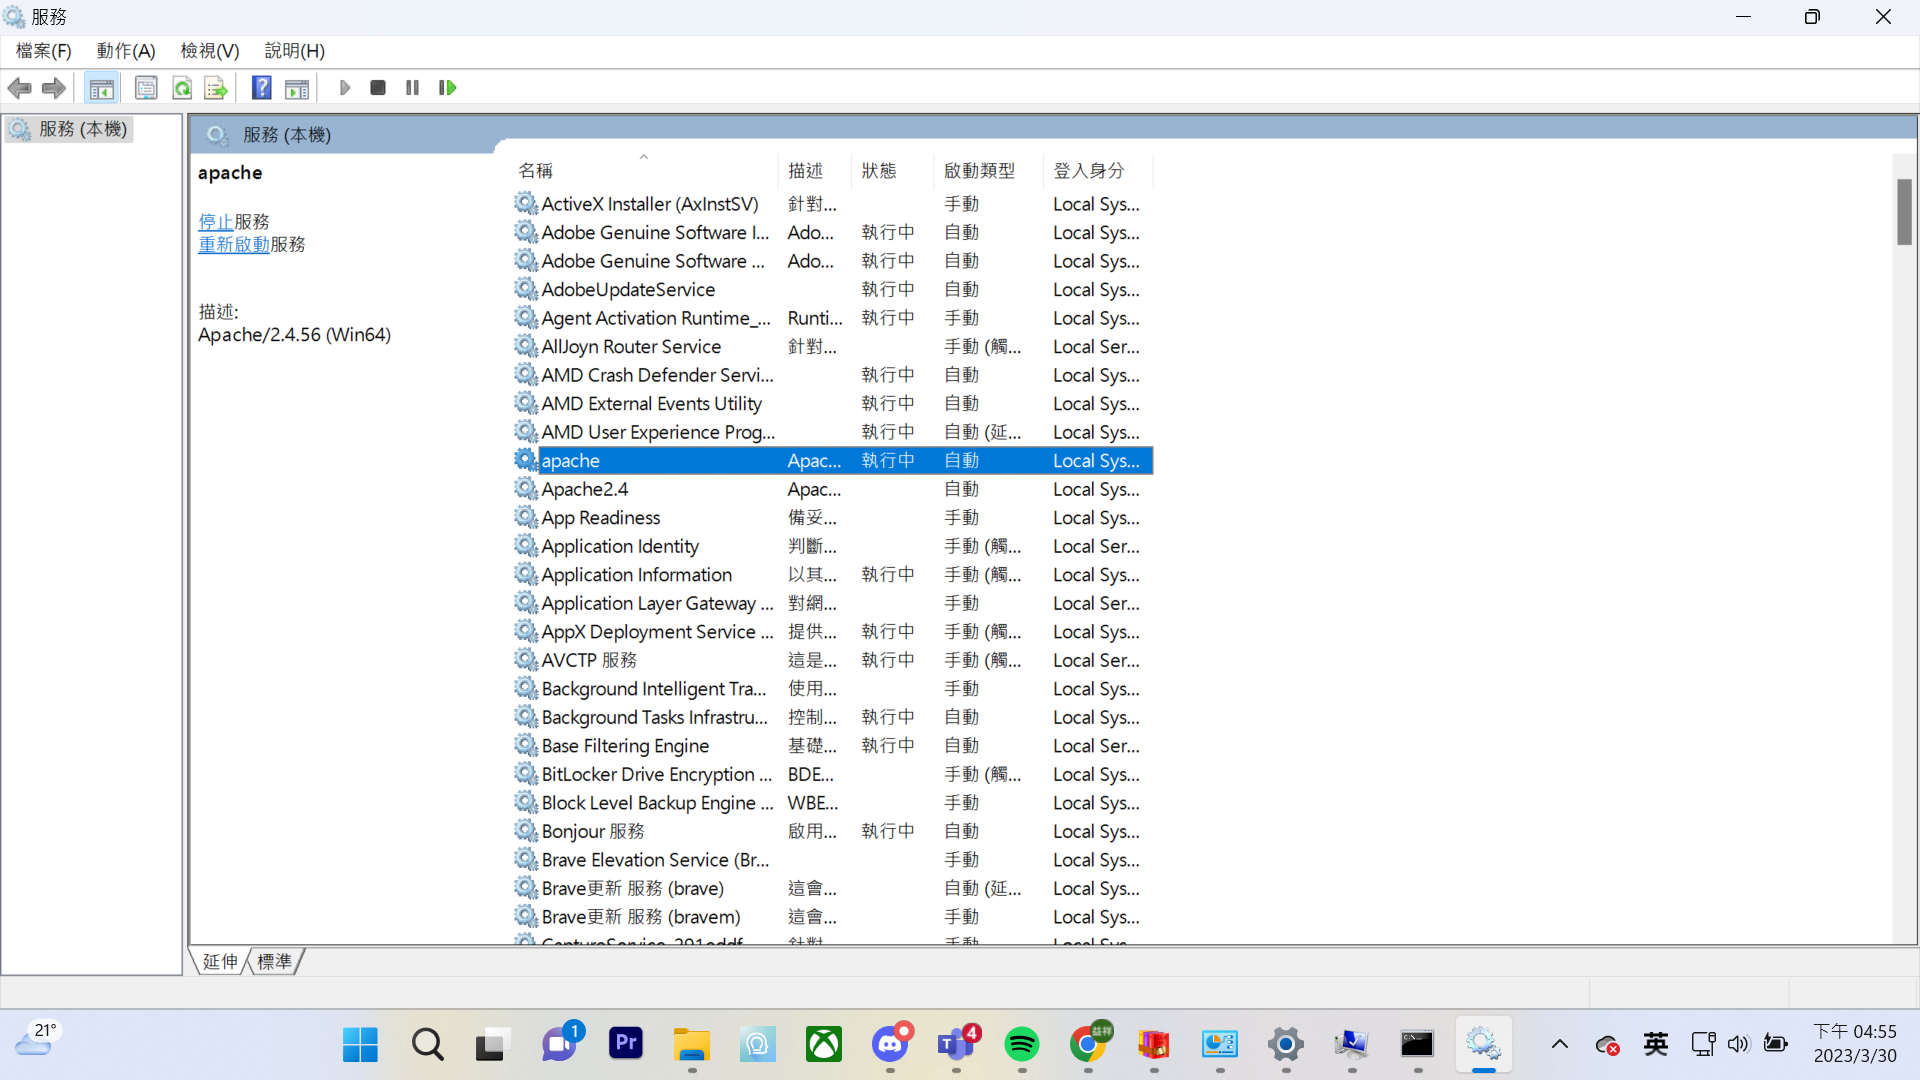 服務
檔案(F) 動作(A) 檢視(V) 說明(H)
服務 (本機)
服務 (本機)
apache
停止服務
重新啟動服務
描述:
Apache/2.4.56 (Win64)
名稱 描述 狀態 啟動類型 登入身分
ActiveX Installer (AxInstSV) 針對... 手動 Local Sys...
Adobe Genuine Software I... Ado... 執行中 自動 Local Sys...
Adobe Genuine Software ... Ado... 執行中 自動 Local Sys...
AdobeUpdateService 執行中 自動 Local Sys...
Agent Activation Runtime_... Runti... 執行中 手動 Local Sys...
AllJoyn Router Service 針對... 手動 (觸... Local Ser...
AMD Crash Defender Servi... 執行中 自動 Local Sys...
AMD External Events Utility 執行中 自動 Local Sys...
AMD User Experience Prog... 執行中 自動 (延... Local Sys...
apache Apac... 執行中 自動 Local Sys...
Apache2.4 Apac... 自動 Local Sys...
App Readiness 備妥... 手動 Local Sys...
Application Identity 判斷... 手動 (觸... Local Ser...
Application Information 以其... 執行中 手動 (觸... Local Sys...
Application Layer Gateway ... 對網... 手動 Local Ser...
AppX Deployment Service ... 提供... 執行中 手動 (觸... Local Sys...
AVCTP 服務 這是... 執行中 手動 (觸... Local Ser...
Background Intelligent Tra... 使用... 手動 Local Sys...
Background Tasks Infrastru... 控制... 執行中 自動 Local Sys...
Base Filtering Engine 基礎... 執行中 自動 Local Ser...
BitLocker Drive Encryption ... BDE... 手動 (觸... Local Sys...
Block Level Backup Engine ... WBE... 手動 Local Sys...
Bonjour 服務 啟用... 執行中 自動 Local Sys...
Brave Elevation Service (Br... 手動 Local Sys...
Brave更新 服務 (brave) 這會... 自動 (延... Local Sys...
Brave更新 服務 (bravem) 這會... 手動 Local Sys...
CaptureService_291eddf 針對... 手動 Local Sys...
延伸 標準
21°
1
Pr
4
益祥
英
下午 04:55
2023/3/30